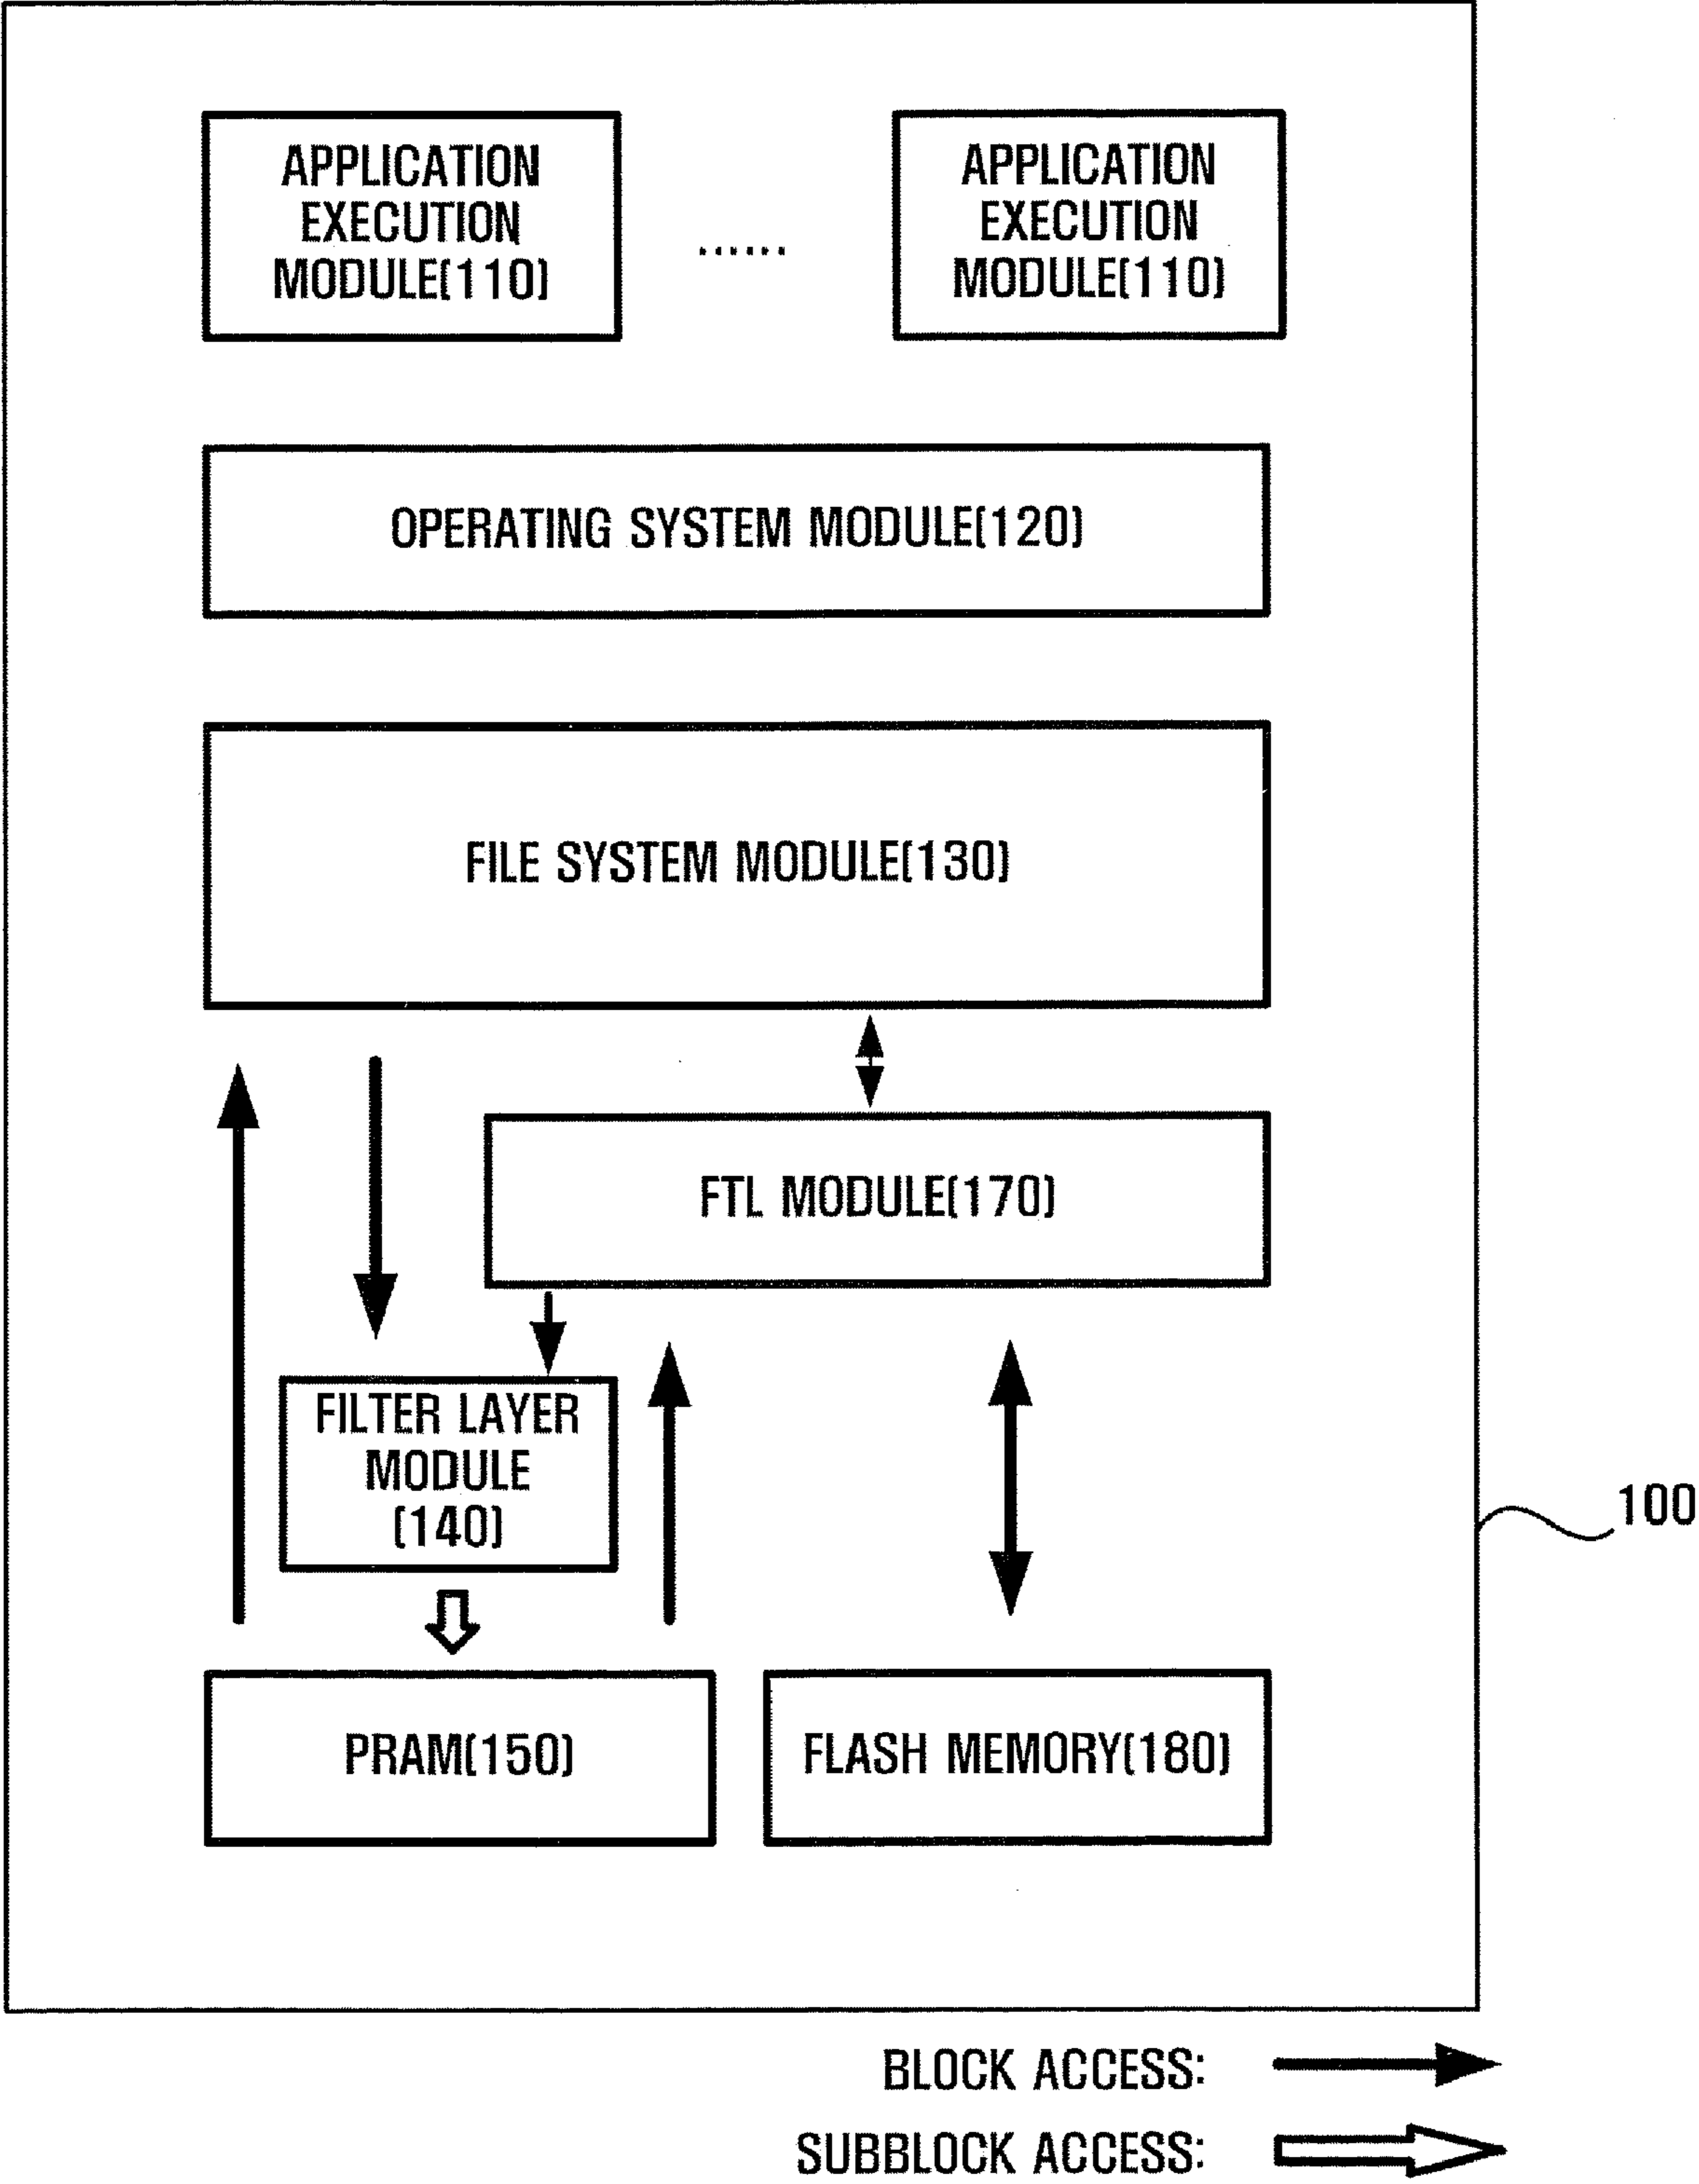 APPLICATION
EXECUTION
MODULE(110)
......
APPLICATION
EXECUTION
MODULE(110)
OPERATING SYSTEM MODULE(120)
FILE SYSTEM MODULE(130)
FTL MODULE(170)
FILTER LAYER
MODULE
(140)
PRAM(150)
FLASH MEMORY(180)
100
BLOCK ACCESS:
SUBBLOCK ACCESS: